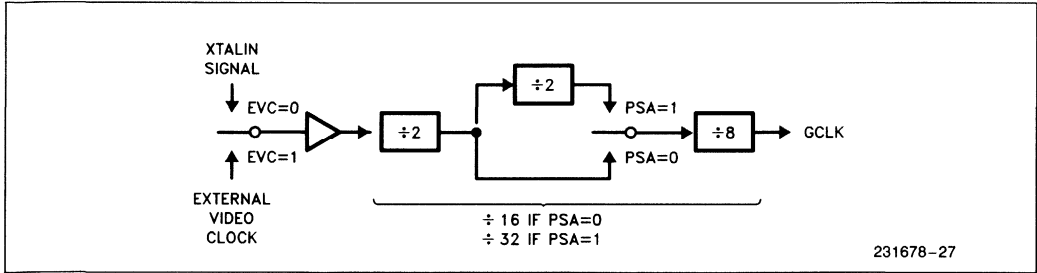 XTALIN
SIGNAL
EVC=0
EVC=1
EXTERNAL
VIDEO
CLOCK
÷2
÷2
PSA=1
PSA=0
÷8
GCLK
÷ 16 IF PSA=0
÷ 32 IF PSA=1
231678-27